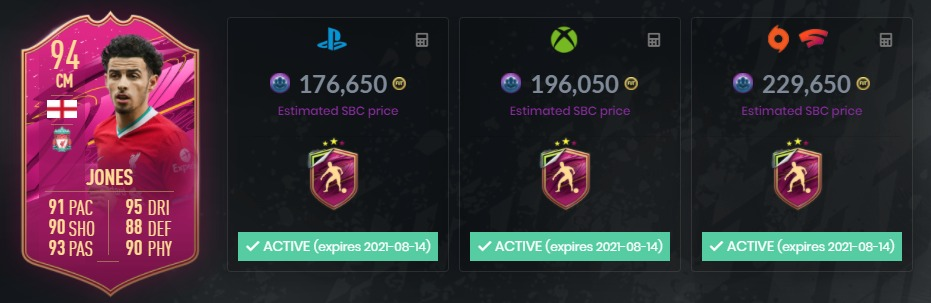 94
CM
JONES
91 PAC 95 DRI
90 SHO 88 DEF
93 PAS 90 PHY
176,650
Estimated SBC price
ACTIVE (expires 2021-08-14)
196,050
Estimated SBC price
ACTIVE (expires 2021-08-14)
229,650
Estimated SBC price
ACTIVE (expires 2021-08-14)